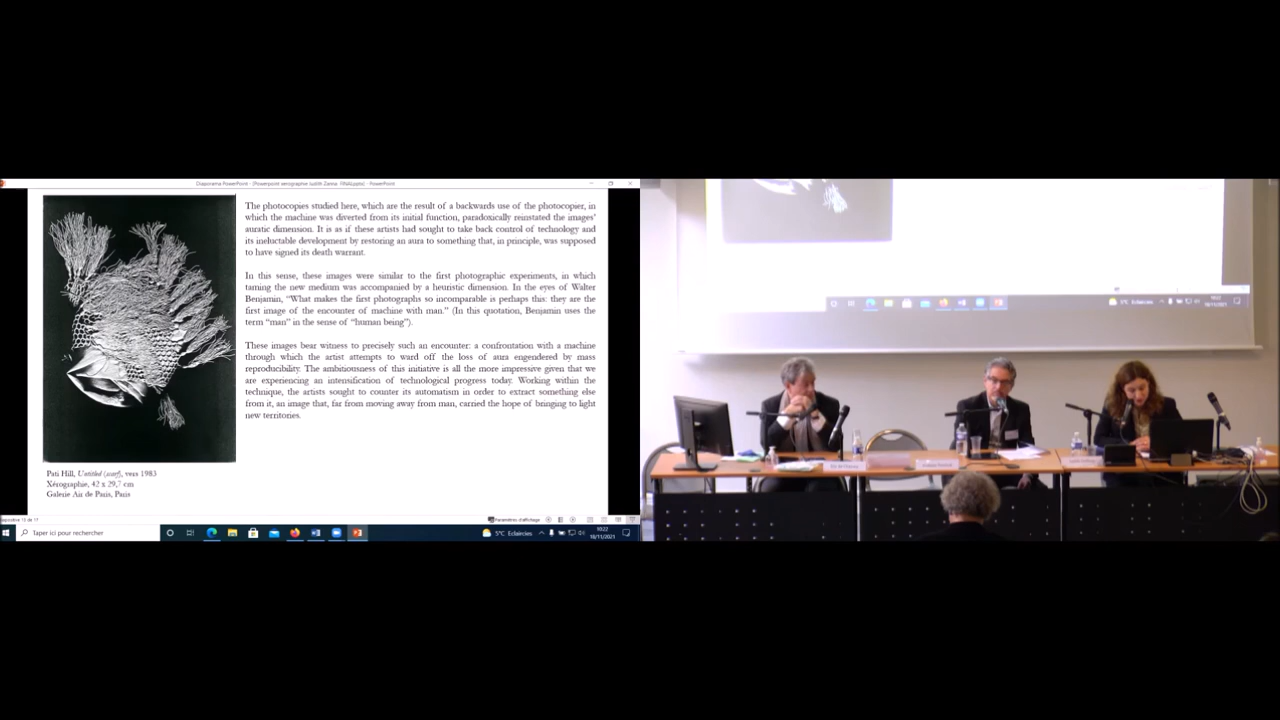 Diaporama PowerPoint - [Powerpoint xerographie Judith Zanna FINAL.pptx] - PowerPoint
The photocopies studied here, which are the result of a backwards use of the photocopier, in
which the machine was diverted from its initial function, paradoxically reinstated the images'
auratic dimension. It is as if these artists had sought to take back control of technology and
its ineluctable development by restoring an aura to something that, in principle, was supposed
to have signed its death warrant.
In this sense, these images were similar to the first photographic experiments, in which
taming the new medium was accompanied by a heuristic dimension. In the eyes of Walter
Benjamin, “What makes the first photographs so incomparable is perhaps this: they are the
first image of the encounter of machine with man.” (In this quotation, Benjamin uses the
term “man” in the sense of “human being”).
These images bear witness to precisely such an encounter: a confrontation with a machine
through which the artist attempts to ward off the loss of aura engendered by mass
reproducibility. The ambitiousness of this initiative is all the more impressive given that we
are experiencing an intensification of technological progress today. Working within the
technique, the artists sought to counter its automatism in order to extract something else
from it, an image that, far from moving away from man, carried the hope of bringing to light
new territories.
Pati Hill, Untitled (scarf), vers 1983
Xérographie, 42 x 29,7 cm
Galerie Air de Paris, Paris
Paramètres d'affichage
Taper ici pour rechercher
5°C Eclaircies
10:22
18/11/2021
5°C Eclaircies